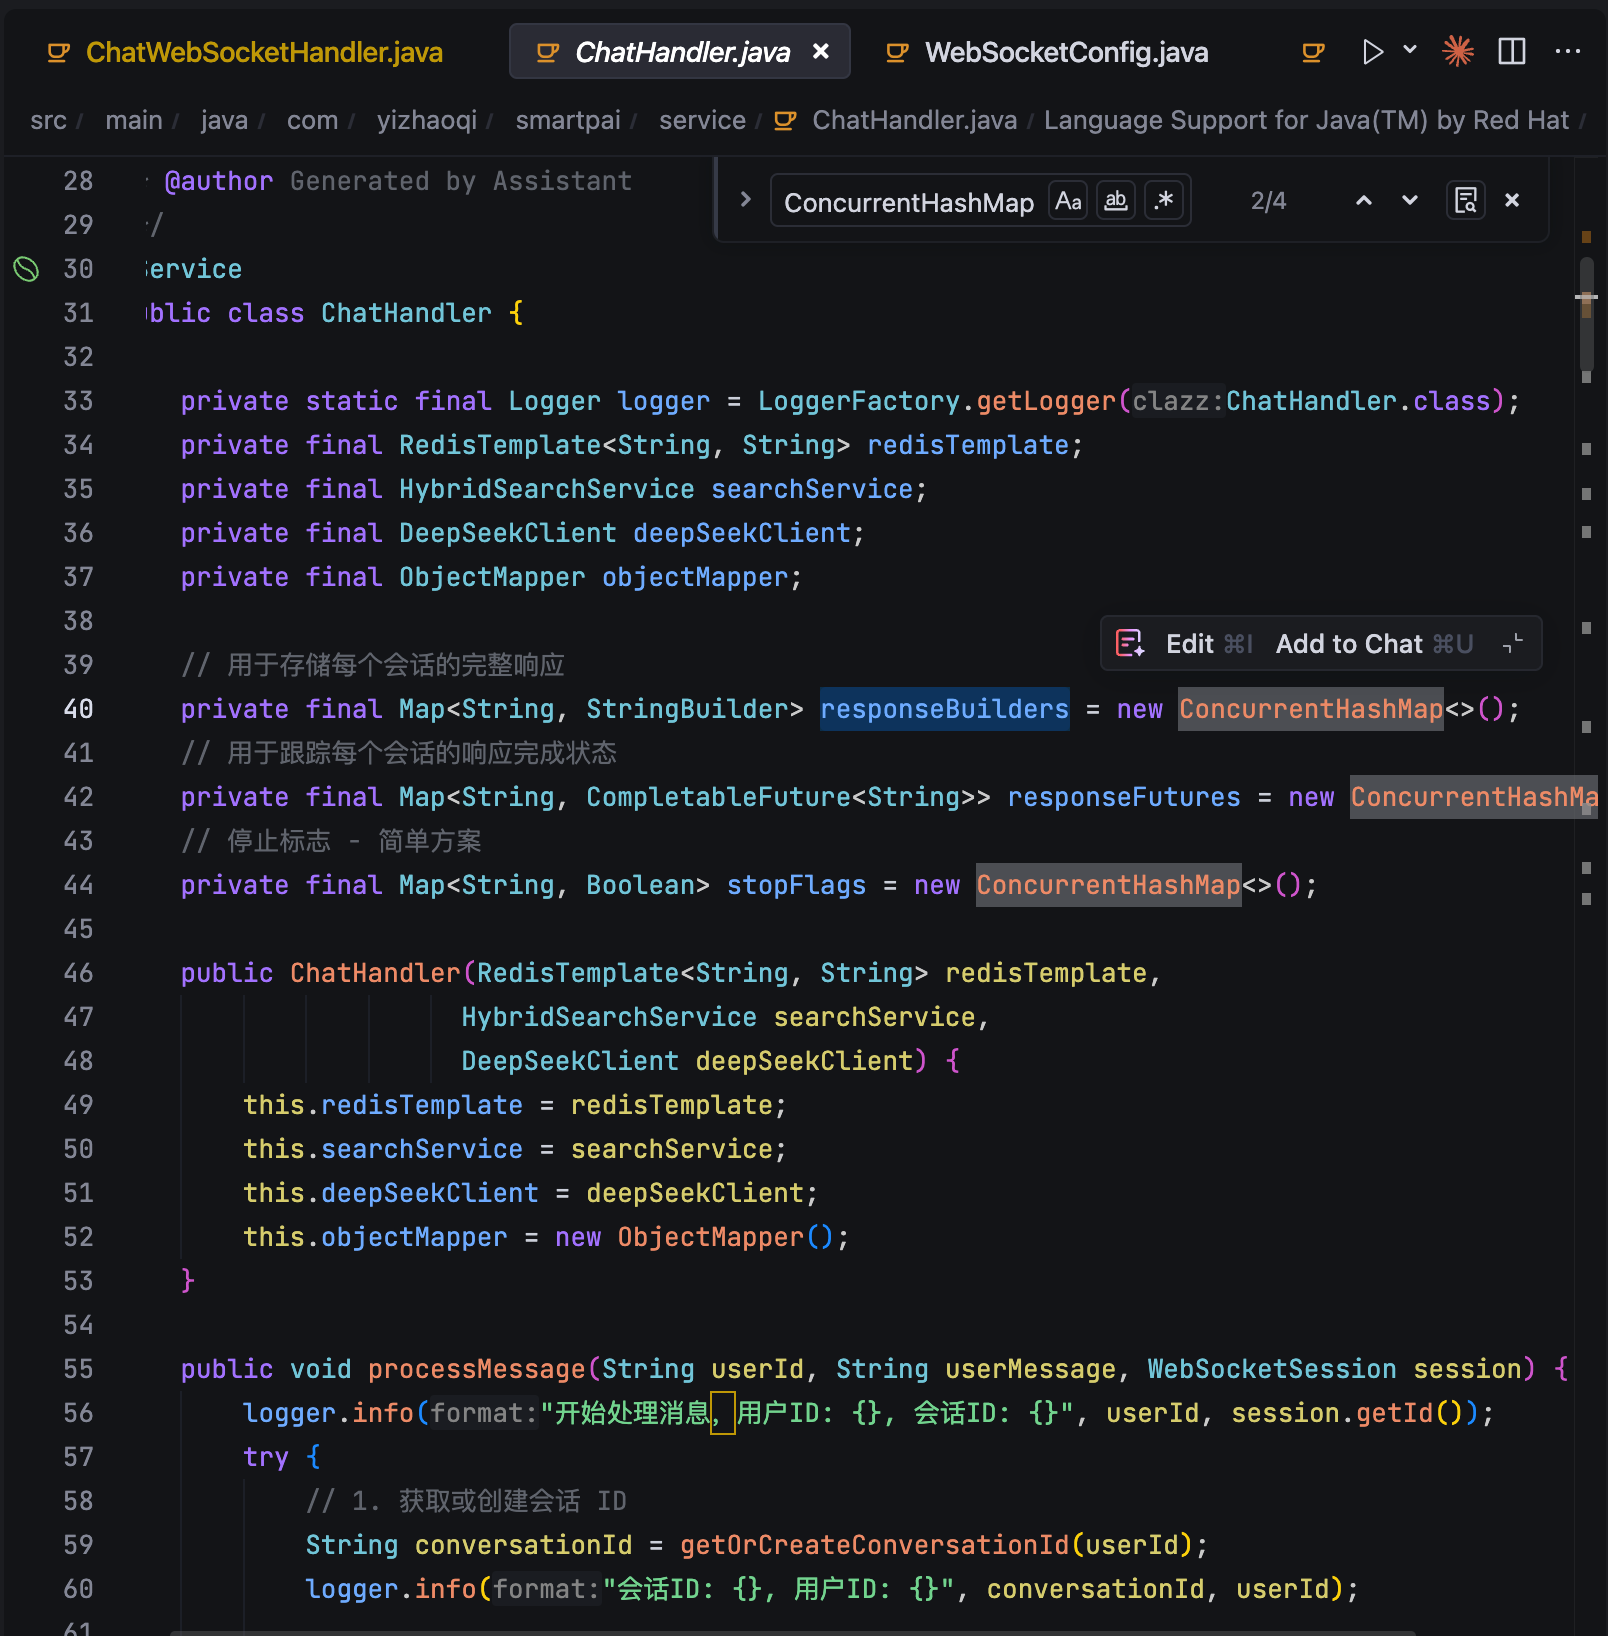 ChatWebSocketHandler.java ChatHandler.java × WebSocketConfig.java
src / main / java / com / yizhaoqi / smartpai / service / ChatHandler.java / Language Support for Java(TM) by Red Hat /
ConcurrentHashMap Aa ab .* 2/4
28 @author Generated by Assistant
29 /
30 ervice
31 blic class ChatHandler {
32
33 private static final Logger logger = LoggerFactory.getLogger(clazz:ChatHandler.class);
34 private final RedisTemplate<String, String> redisTemplate;
35 private final HybridSearchService searchService;
36 private final DeepSeekClient deepSeekClient;
37 private final ObjectMapper objectMapper;
38
Edit ⌘I Add to Chat ⌘U
39 // 用于存储每个会话的完整响应
40 private final Map<String, StringBuilder> responseBuilders = new ConcurrentHashMap<>();
41 // 用于跟踪每个会话的响应完成状态
42 private final Map<String, CompletableFuture<String>> responseFutures = new ConcurrentHashMa
43 // 停止标志 - 简单方案
44 private final Map<String, Boolean> stopFlags = new ConcurrentHashMap<>();
45
46 public ChatHandler(RedisTemplate<String, String> redisTemplate,
47 HybridSearchService searchService,
48 DeepSeekClient deepSeekClient) {
49 this.redisTemplate = redisTemplate;
50 this.searchService = searchService;
51 this.deepSeekClient = deepSeekClient;
52 this.objectMapper = new ObjectMapper();
53 }
54
55 public void processMessage(String userId, String userMessage, WebSocketSession session) {
56 logger.info(format:"开始处理消息，用户ID: {}, 会话ID: {}", userId, session.getId());
57 try {
58 // 1. 获取或创建会话 ID
59 String conversationId = getOrCreateConversationId(userId);
60 logger.info(format:"会话ID: {}, 用户ID: {}", conversationId, userId);
61